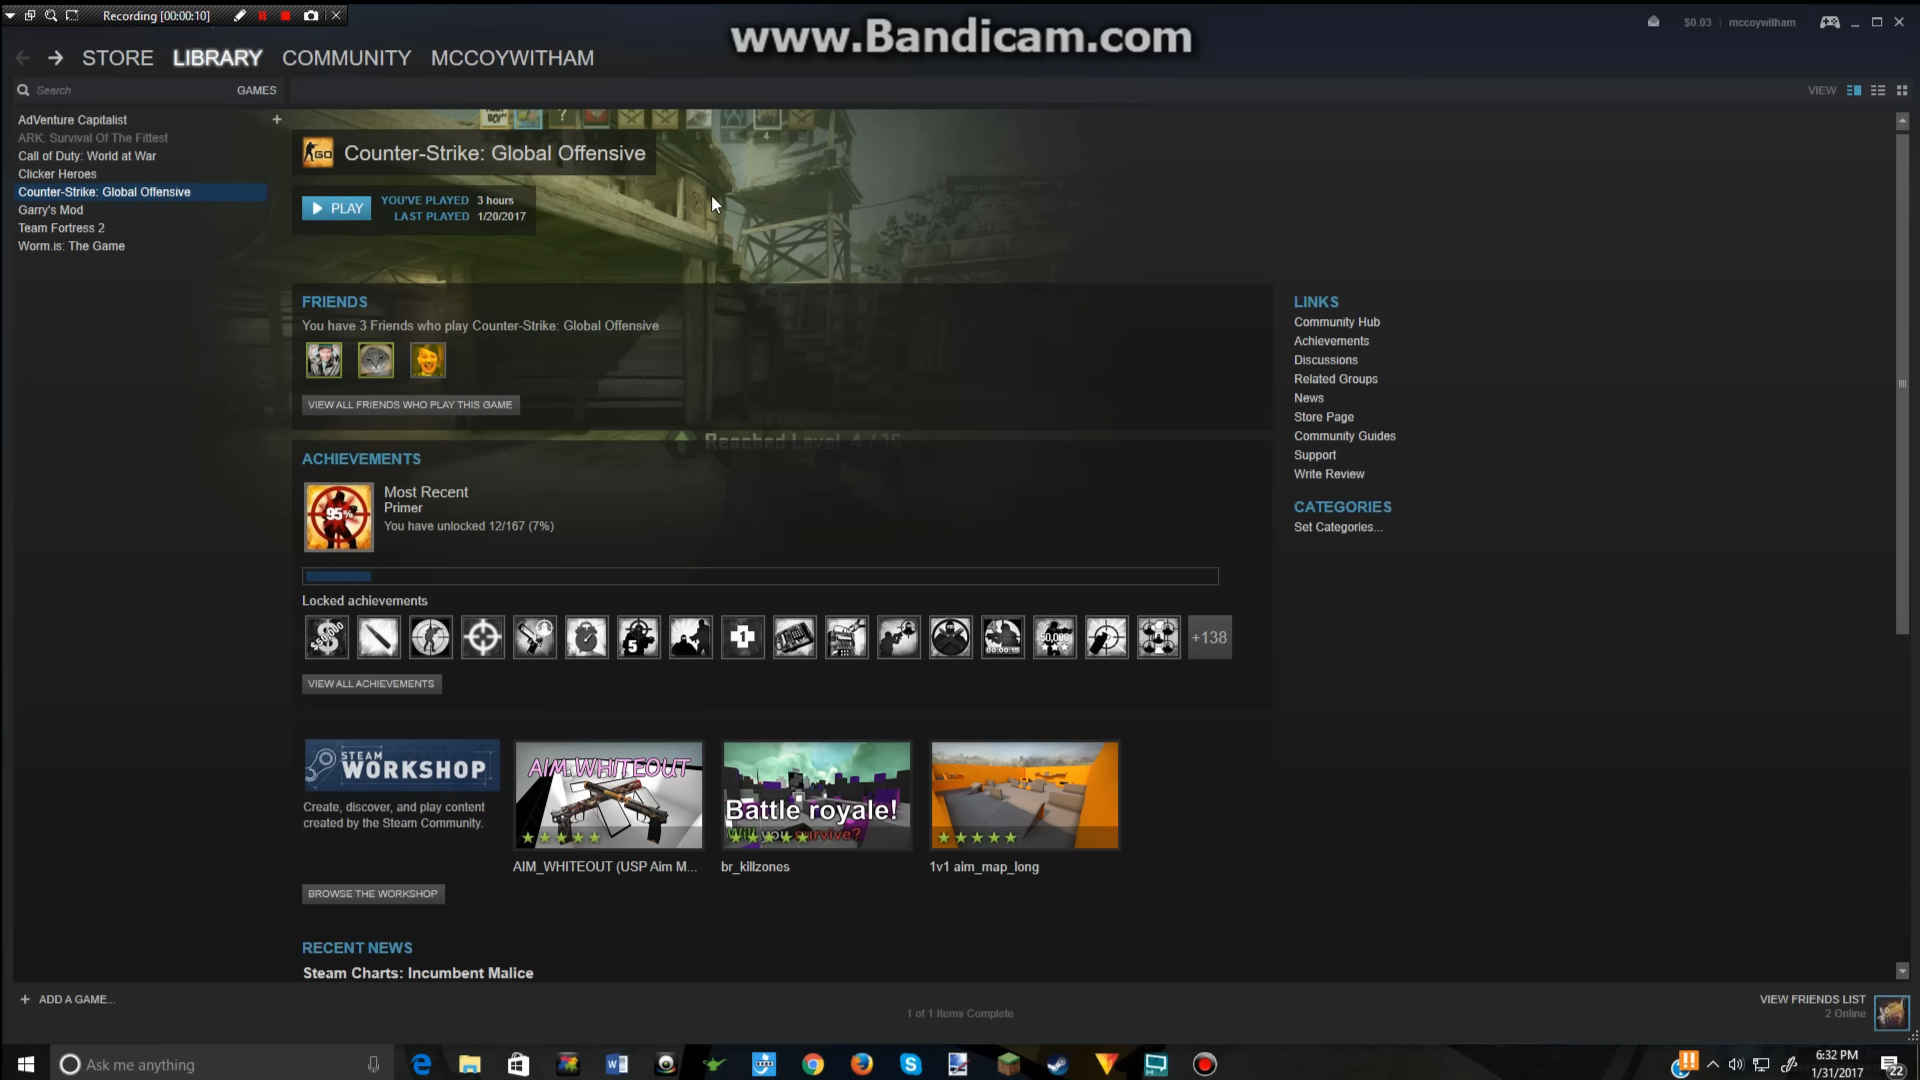 Recording [00:00:10]
www.Bandicam.com
$0.03 | mccoywitham
STORE LIBRARY COMMUNITY MCCOYWITHAM
Search GAMES
VIEW
AdVenture Capitalist
ARK: Survival Of The Fittest
Call of Duty: World at War
Clicker Heroes
Counter-Strike: Global Offensive
Garry's Mod
Team Fortress 2
Worm.is: The Game
GO
Counter-Strike: Global Offensive
PLAY
YOU'VE PLAYED 3 hours
LAST PLAYED 1/20/2017
FRIENDS
You have 3 Friends who play Counter-Strike: Global Offensive
VIEW ALL FRIENDS WHO PLAY THIS GAME
Reached Level
ACHIEVEMENTS
95%
Most Recent
Primer
You have unlocked 12/167 (7%)
Locked achievements
+138
VIEW ALL ACHIEVEMENTS
STEAM
WORKSHOP
Create, discover, and play content
created by the Steam Community.
BROWSE THE WORKSHOP
AIM WHITEOUT
AIM_WHITEOUT (USP Aim M...
Battle royale!
Will you survive?
br_killzones
1v1 aim_map_long
RECENT NEWS
Steam Charts: Incumbent Malice
LINKS
Community Hub
Achievements
Discussions
Related Groups
News
Store Page
Community Guides
Support
Write Review
CATEGORIES
Set Categories...
+ ADD A GAME...
1 of 1 Items Complete
VIEW FRIENDS LIST
2 Online
Ask me anything
6:32 PM
1/31/2017
22